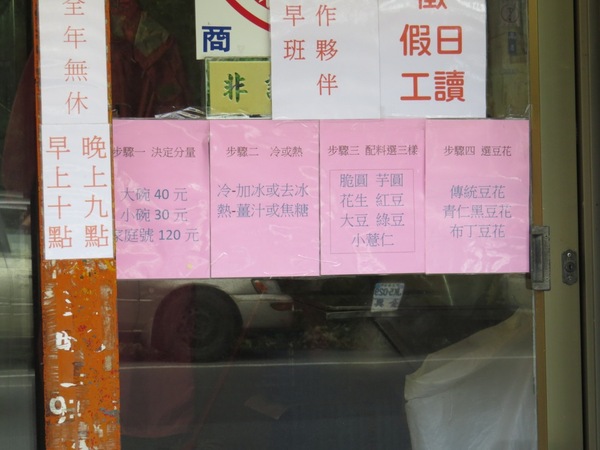 全年無休
早上十點
晚上九點
商
非
早班
作夥伴
徵
假日
工讀
步驟一 決定分量
大碗 40 元
小碗 30 元
家庭號 120 元
步驟二 冷或熱
冷-加冰或去冰
熱-薑汁或焦糖
步驟三 配料選三樣
脆圓 芋圓
花生 紅豆
大豆 綠豆
小薏仁
步驟四 選豆花
傳統豆花
青仁黑豆花
布丁豆花